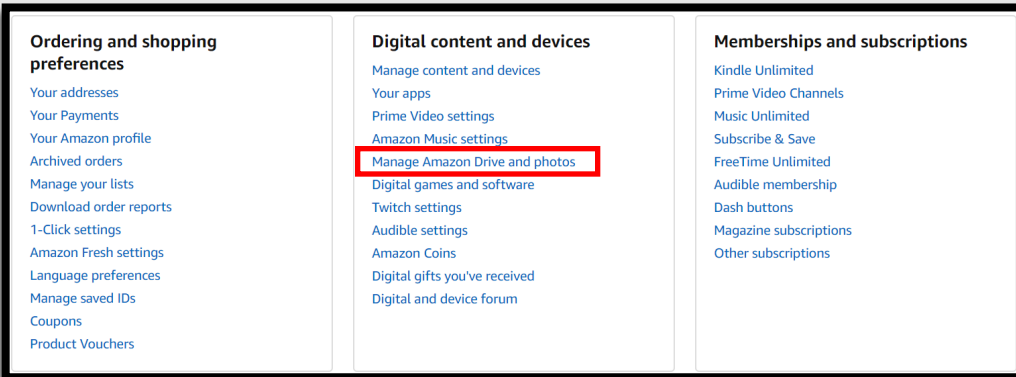 Ordering and shopping
preferences
Your addresses
Your Payments
Your Amazon profile
Archived orders
Manage your lists
Download order reports
1-Click settings
Amazon Fresh settings
Language preferences
Manage saved IDs
Coupons
Product Vouchers
Digital content and devices
Manage content and devices
Your apps
Prime Video settings
Amazon Music settings
Manage Amazon Drive and photos
Digital games and software
Twitch settings
Audible settings
Amazon Coins
Digital gifts you've received
Digital and device forum
Memberships and subscriptions
Kindle Unlimited
Prime Video Channels
Music Unlimited
Subscribe & Save
FreeTime Unlimited
Audible membership
Dash buttons
Magazine subscriptions
Other subscriptions